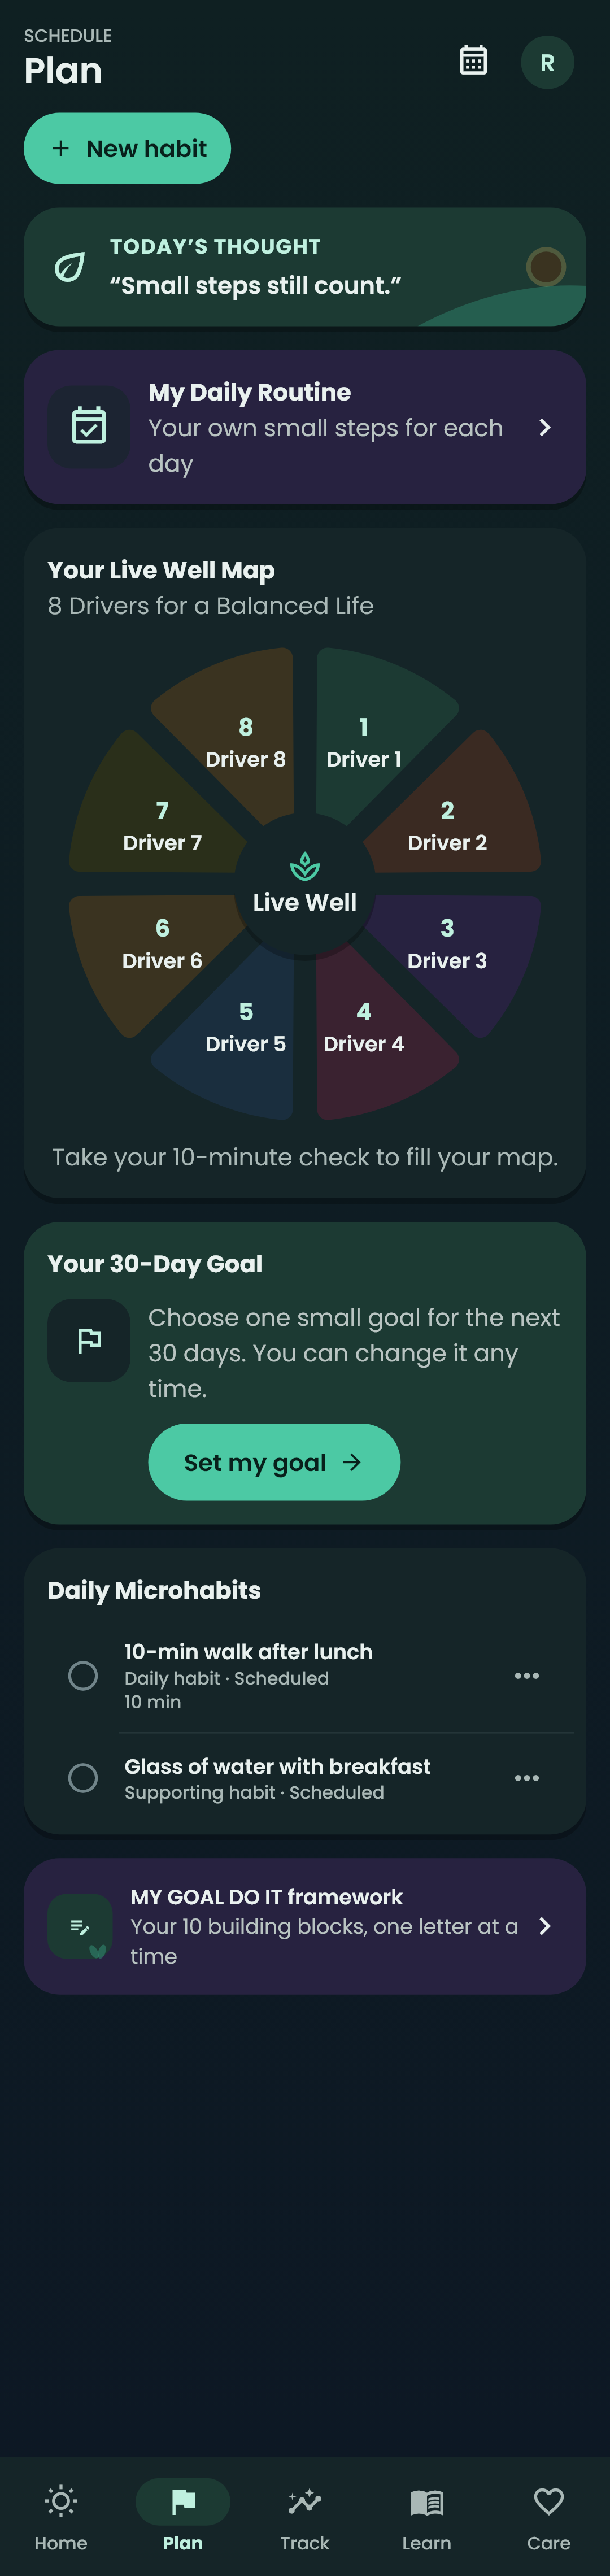 SCHEDULE
Plan
R
New habit
TODAY'S THOUGHT
“Small steps still count.”
My Daily Routine
Your own small steps for each
day
Your Live Well Map
8 Drivers for a Balanced Life
8
Driver 8
1
Driver 1
7
Driver 7
2
Driver 2
Live Well
6
Driver 6
3
Driver 3
5
Driver 5
4
Driver 4
Take your 10-minute check to fill your map.
Your 30-Day Goal
Choose one small goal for the next
30 days. You can change it any
time.
Set my goal
Daily Microhabits
10-min walk after lunch
Daily habit · Scheduled
10 min
Glass of water with breakfast
Supporting habit · Scheduled
MY GOAL DO IT framework
Your 10 building blocks, one letter at a
time
Home
Plan
Track
Learn
Care